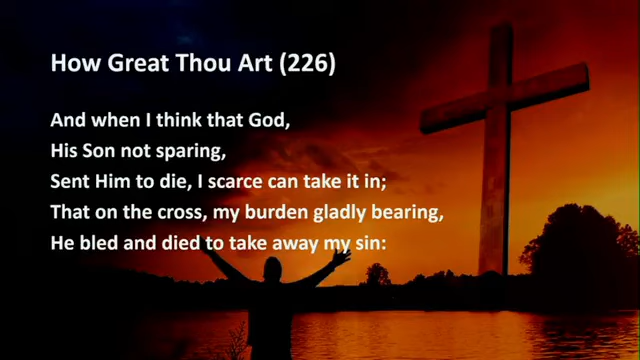 How Great Thou Art (226)
And when I think that God,
His Son not sparing,
Sent Him to die, I scarce can take it in;
That on the cross, my burden gladly bearing,
He bled and died to take away my sin: